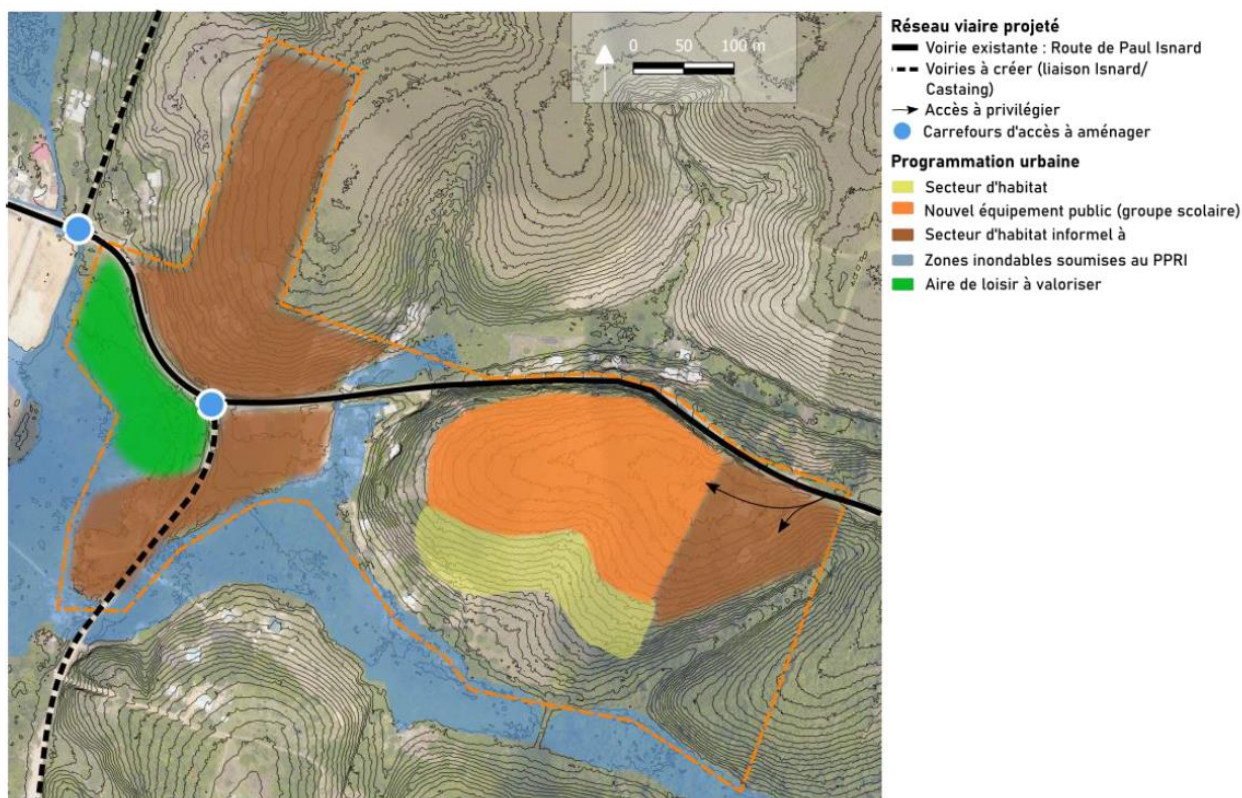 0 50 100 m
Réseau viaire projeté
Voirie existante : Route de Paul Isnard
Voiries à créer (liaison Isnard/
Castaing)
Accès à privilégier
Carrefours d'accès à aménager
Programmation urbaine
Secteur d'habitat
Nouvel équipement public (groupe scolaire)
Secteur d'habitat informel à
Zones inondables soumises au PPRI
Aire de loisir à valoriser